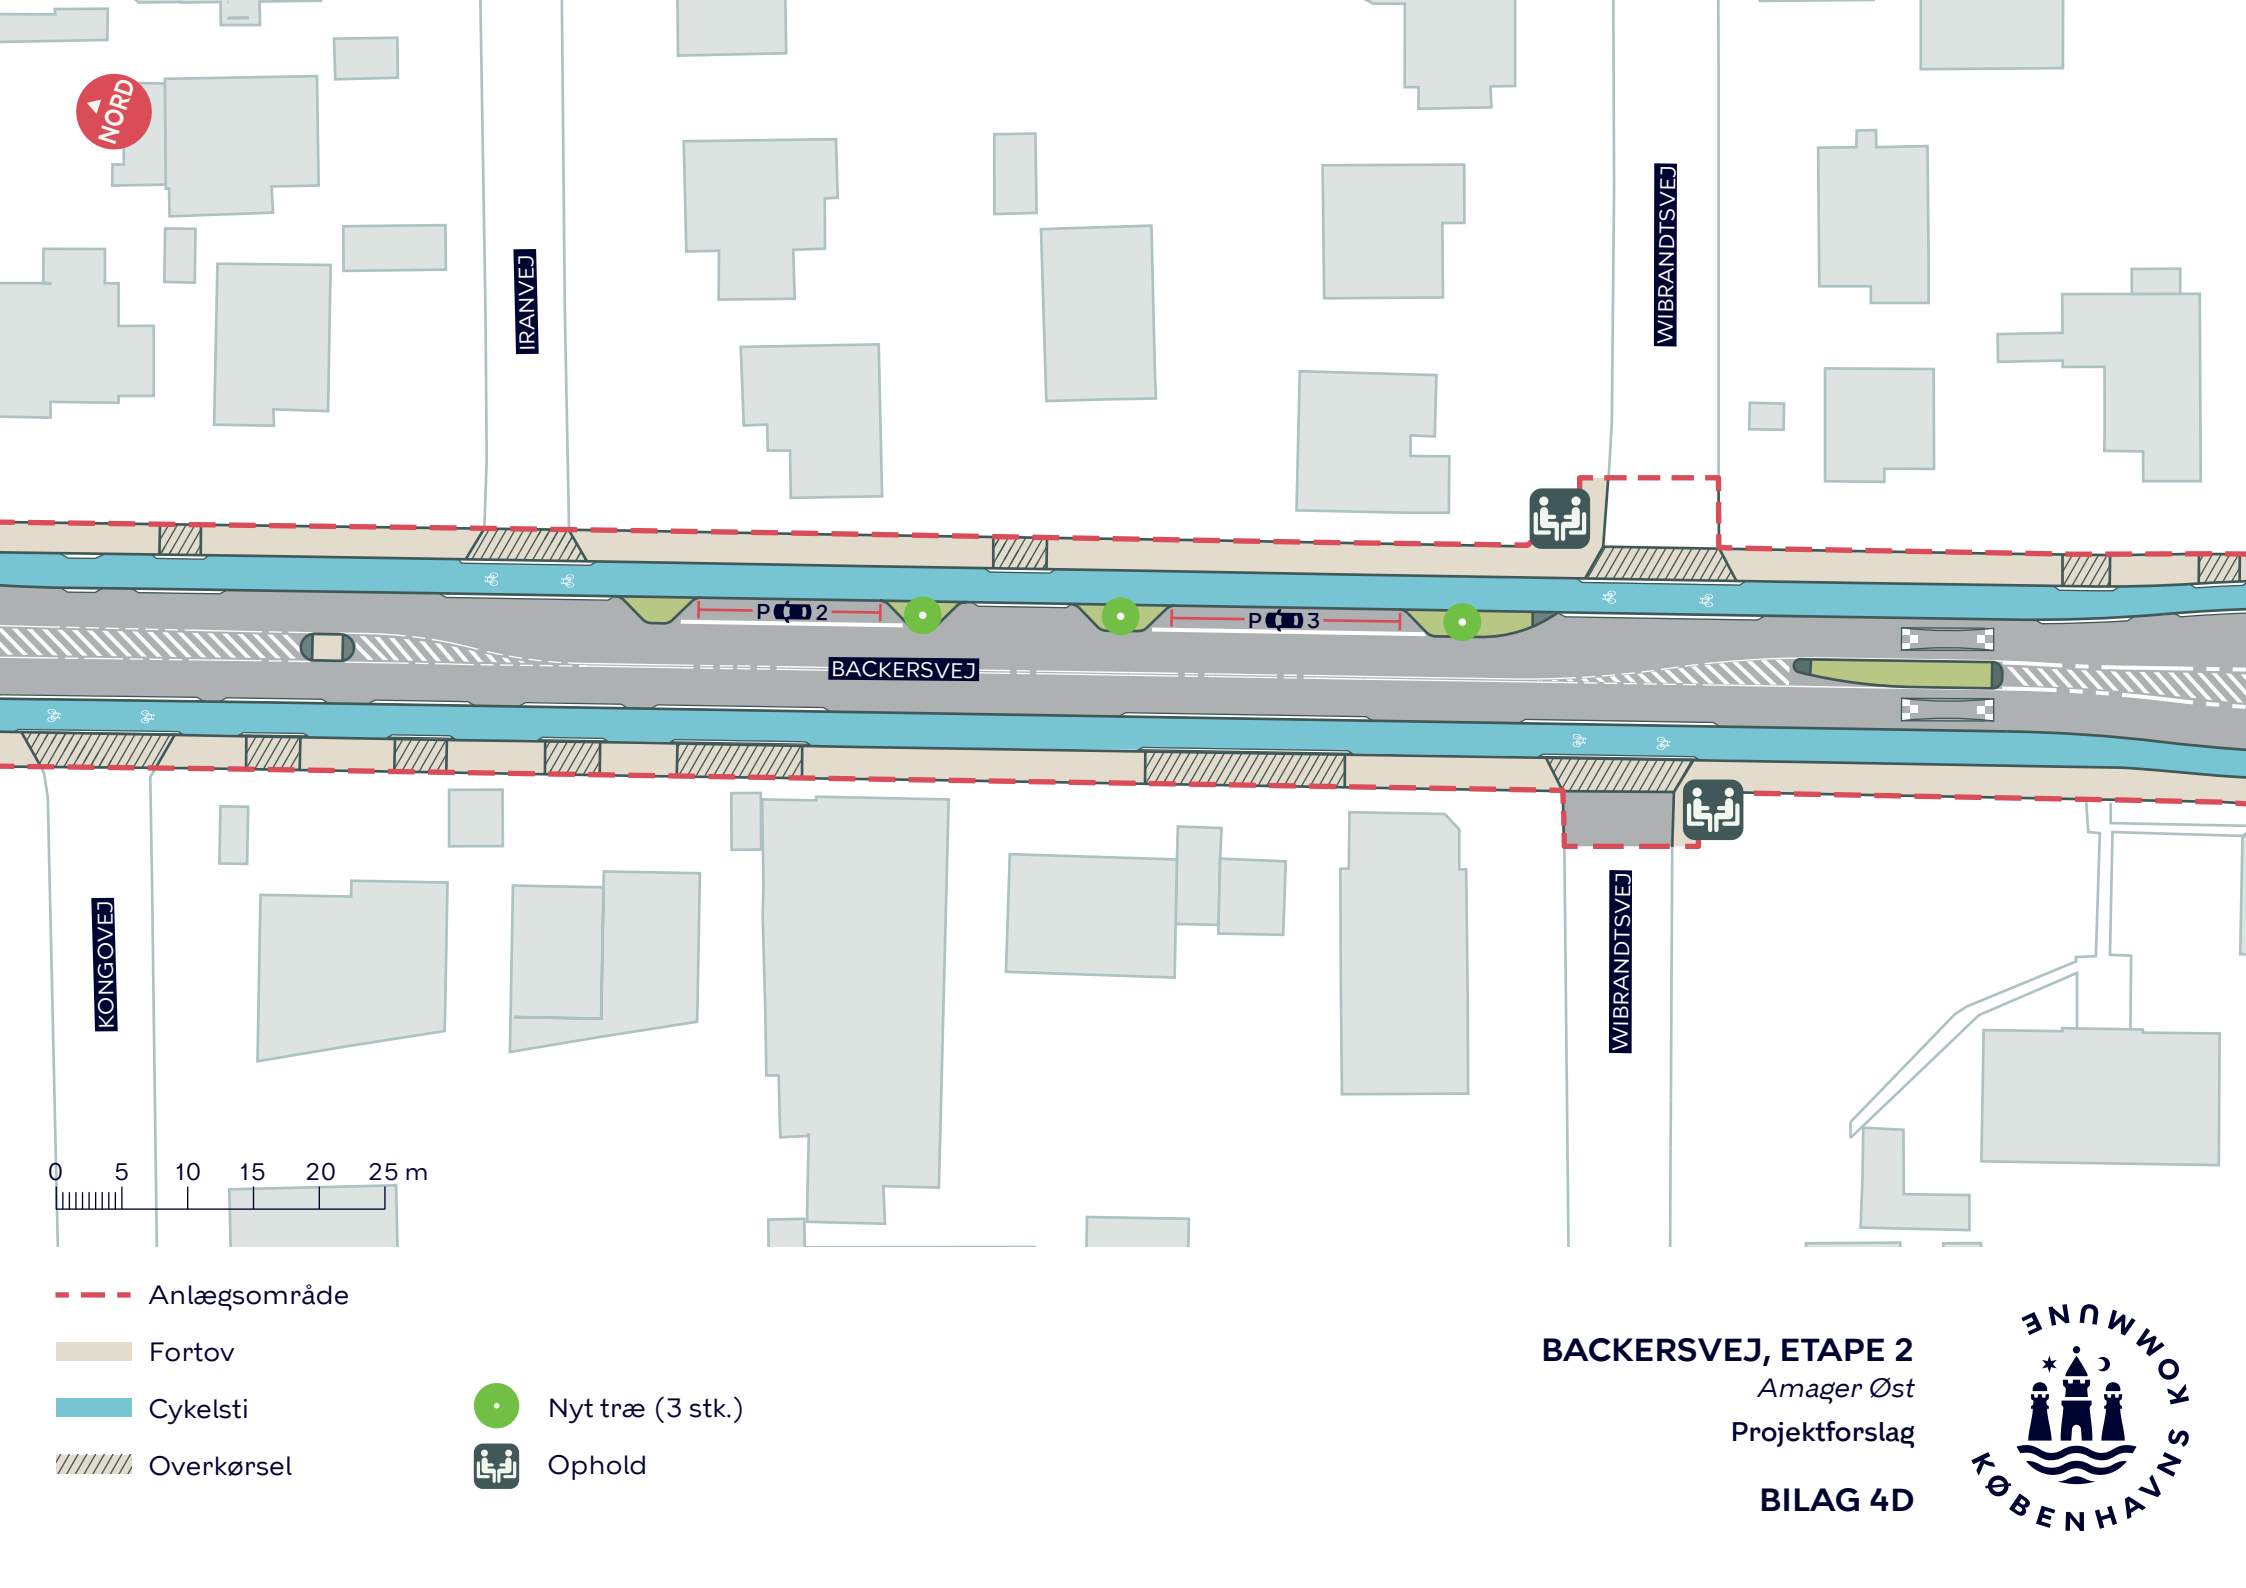 NORD
IRANVEJ
WIBRANDTSVEJ
P 2
P 3
BACKERSVEJ
KONGOVEJ
WIBRANDTSVEJ
0 5 10 15 20 25 m
Anlægsområde
Fortov
Cykelsti
Overkørsel
Nyt træ (3 stk.)
Ophold
BACKERSVEJ, ETAPE 2
Amager Øst
Projektforslag
BILAG 4D
KØBENHAVNS KOMMUNE